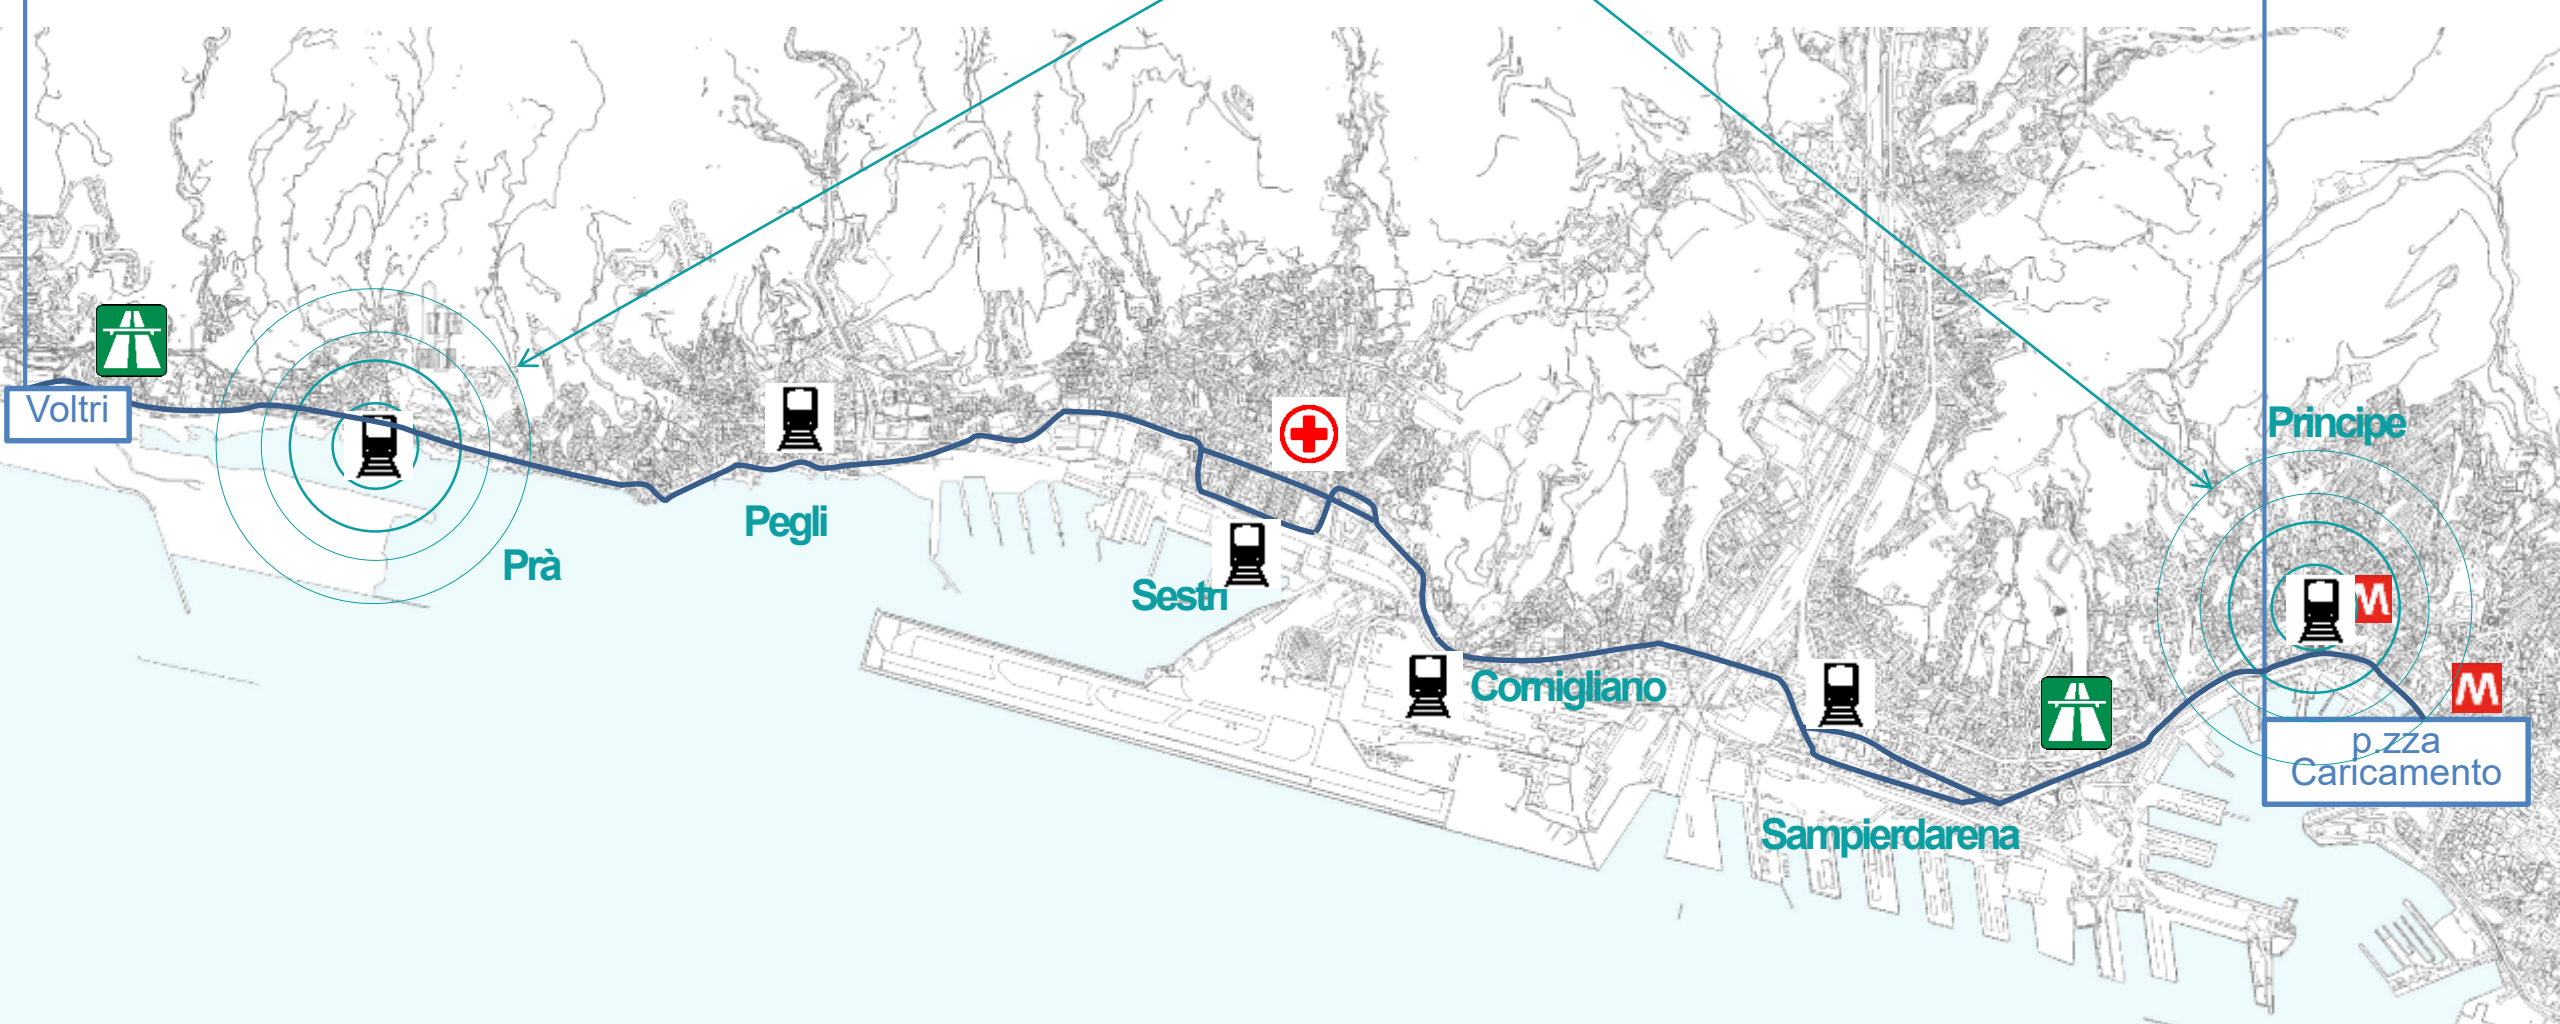 Voltri
Prà
Pegli
Sestri
Cornigliano
Sampierdarena
Principe
M
M
p.zza
Caricamento